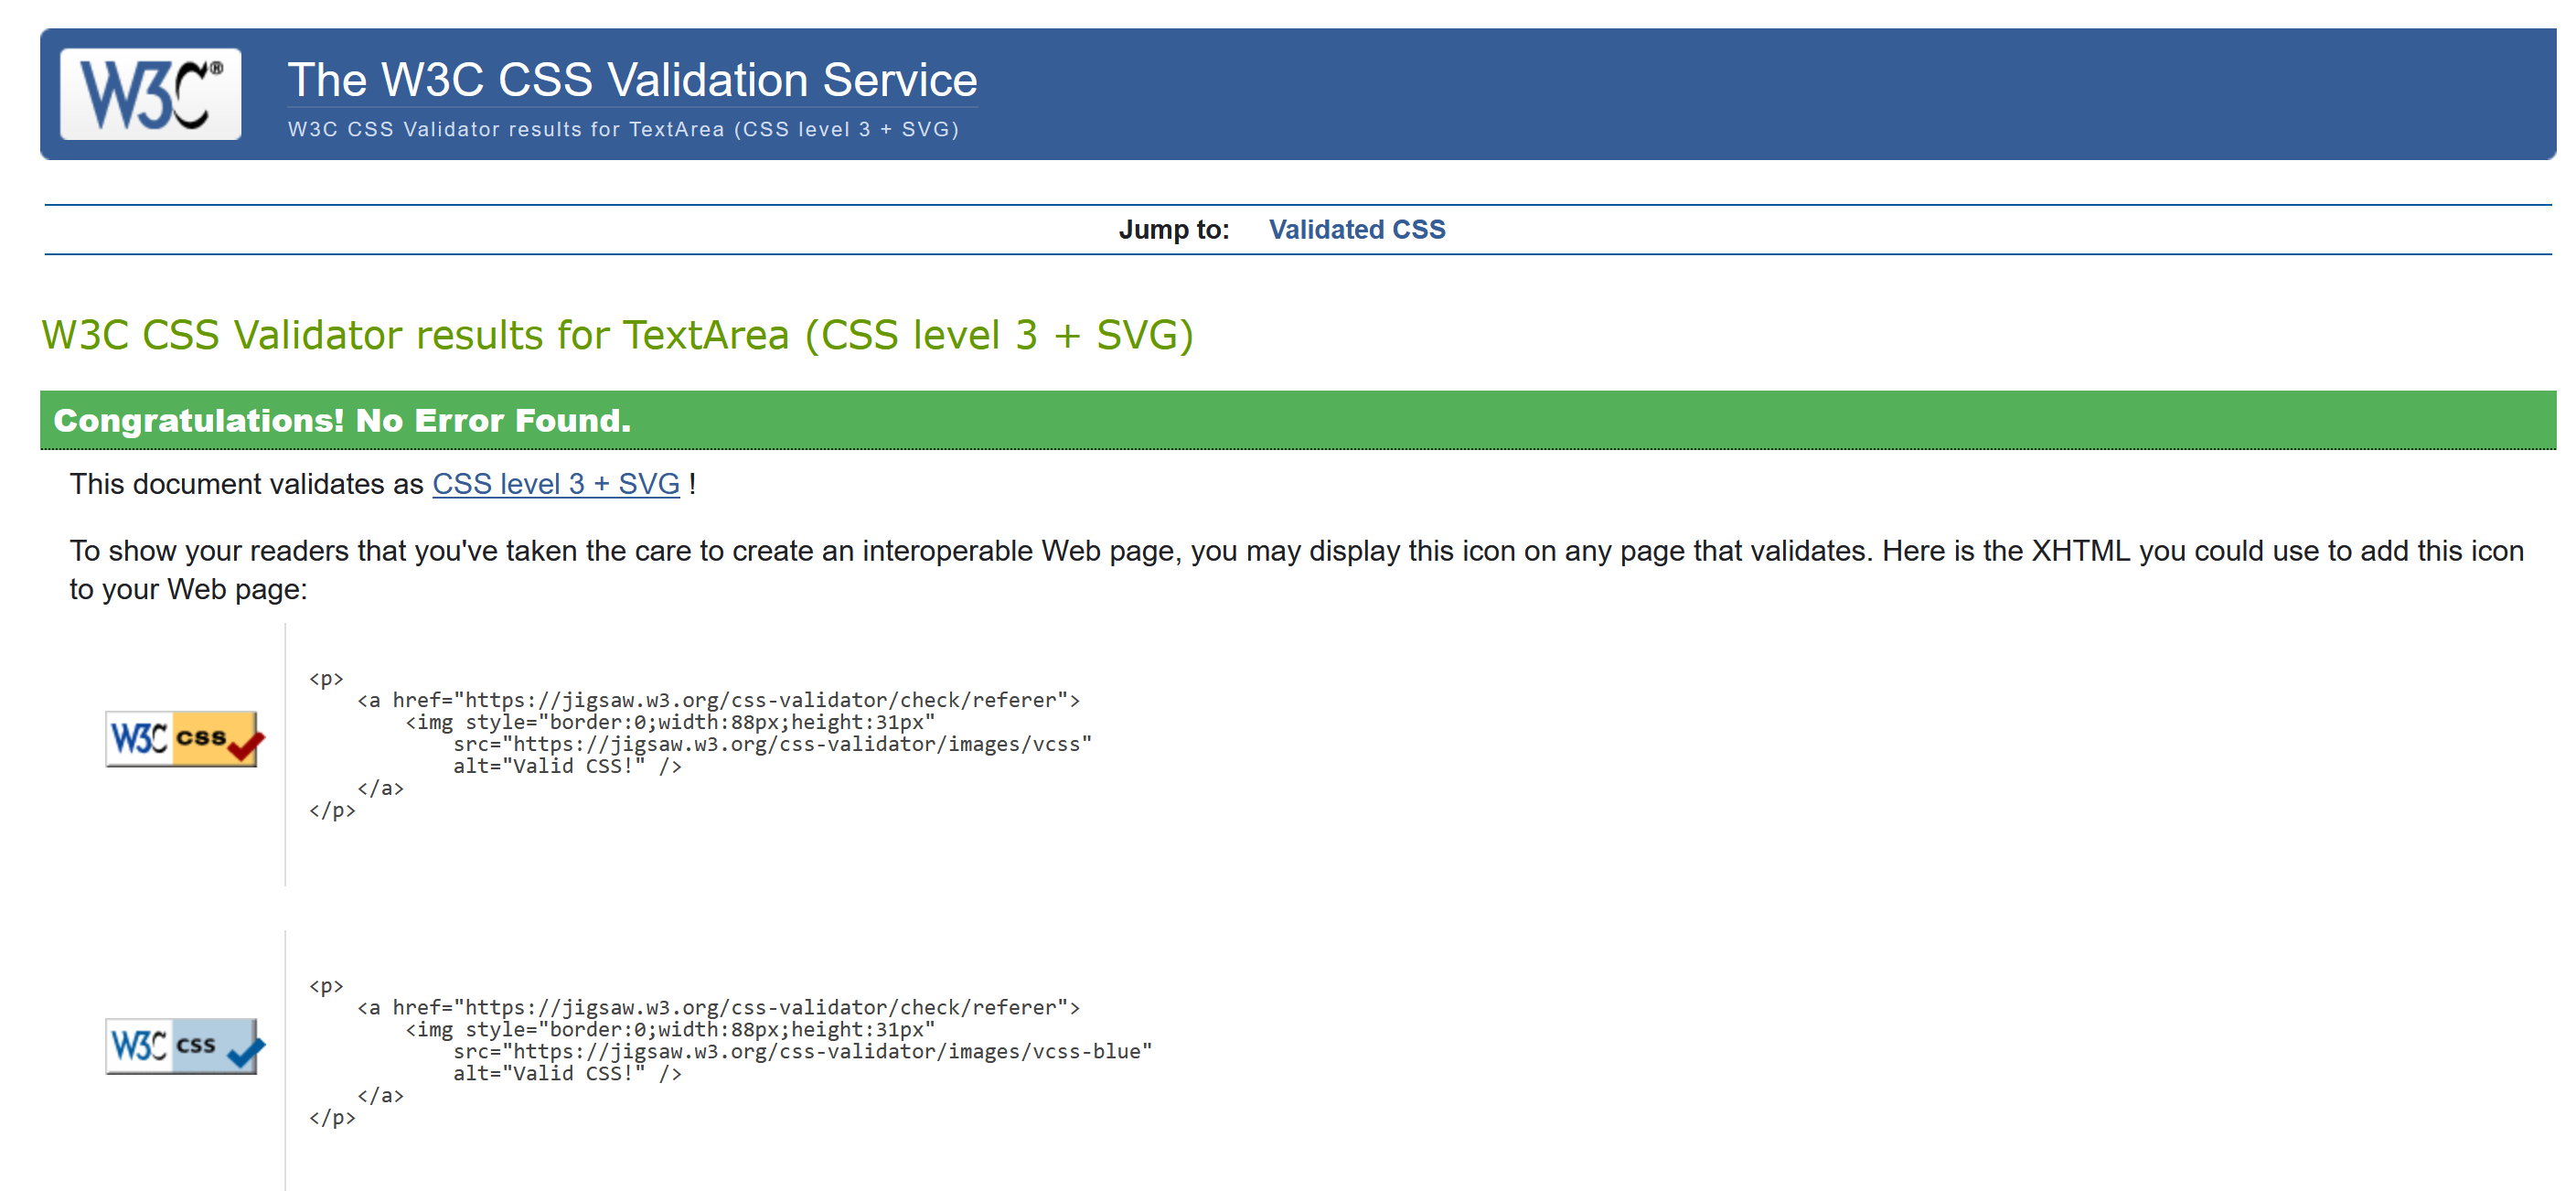 W3C®
The W3C CSS Validation Service
W3C CSS Validator results for TextArea (CSS level 3 + SVG)
Jump to: Validated CSS
W3C CSS Validator results for TextArea (CSS level 3 + SVG)
Congratulations! No Error Found.
This document validates as CSS level 3 + SVG !
To show your readers that you've taken the care to create an interoperable Web page, you may display this icon on any page that validates. Here is the XHTML you could use to add this icon
to your Web page:
W3C css
<p>
    <a href="https://jigsaw.w3.org/css-validator/check/referer">
        <img style="border:0;width:88px;height:31px"
            src="https://jigsaw.w3.org/css-validator/images/vcss"
            alt="Valid CSS!" />
    </a>
</p>
W3C css
<p>
    <a href="https://jigsaw.w3.org/css-validator/check/referer">
        <img style="border:0;width:88px;height:31px"
            src="https://jigsaw.w3.org/css-validator/images/vcss-blue"
            alt="Valid CSS!" />
    </a>
</p>